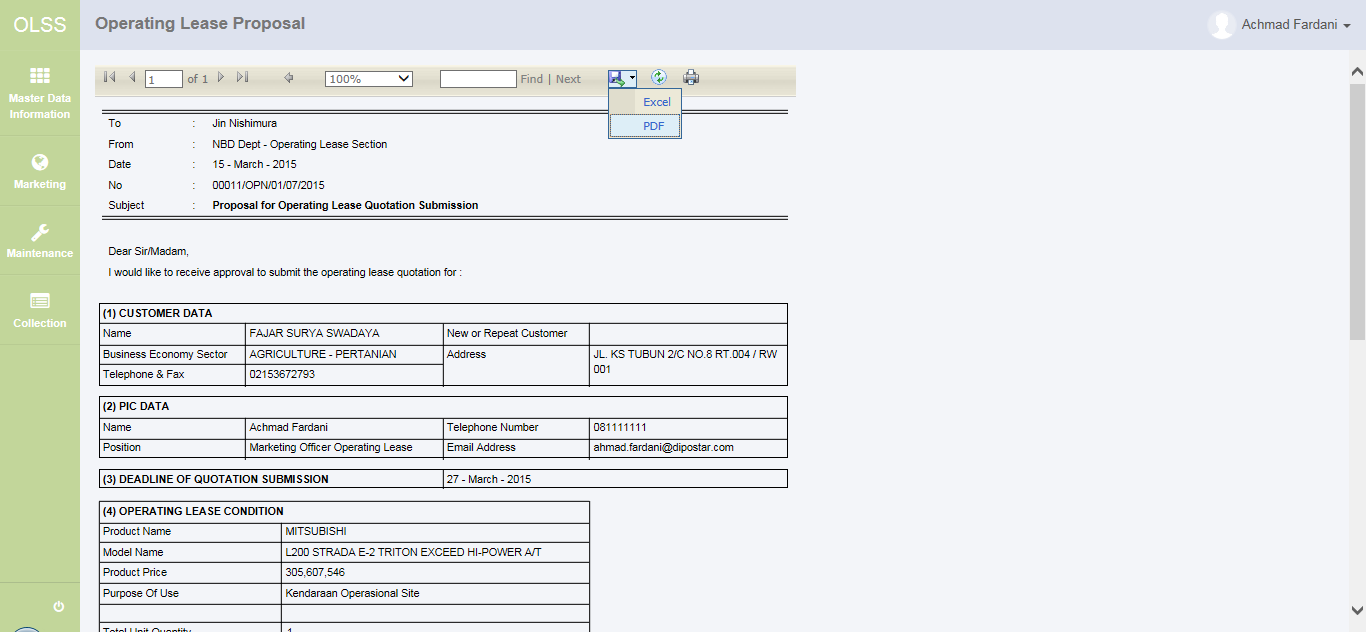 OLSS
Operating Lease Proposal
Achmad Fardani
Master Data
Information
Marketing
Maintenance
Collection
1 of 1 100% Find | Next
Excel
PDF
To : Jin Nishimura
From : NBD Dept - Operating Lease Section
Date : 15 - March - 2015
No : 00011/OPN/01/07/2015
Subject : Proposal for Operating Lease Quotation Submission
Dear Sir/Madam,
I would like to receive approval to submit the operating lease quotation for :
(1) CUSTOMER DATA
Name FAJAR SURYA SWADAYA New or Repeat Customer
Business Economy Sector AGRICULTURE - PERTANIAN Address JL. KS TUBUN 2/C NO.8 RT.004 / RW
001
Telephone & Fax 02153672793
(2) PIC DATA
Name Achmad Fardani Telephone Number 081111111
Position Marketing Officer Operating Lease Email Address ahmad.fardani@dipostar.com
(3) DEADLINE OF QUOTATION SUBMISSION 27 - March - 2015
(4) OPERATING LEASE CONDITION
Product Name MITSUBISHI
Model Name L200 STRADA E-2 TRITON EXCEED HI-POWER A/T
Product Price 305,607,546
Purpose Of Use Kendaraan Operasional Site
Total Unit Quantity 1